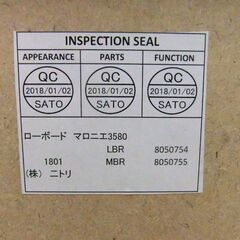 INSPECTION SEAL
APPEARANCE PARTS FUNCTION
QC QC QC
2018/01/02 2018/01/02 2018/01/02
SATO SATO SATO
ローボード マロニエ3580
LBR 8050754
1801 MBR 8050755
(株) ニトリ